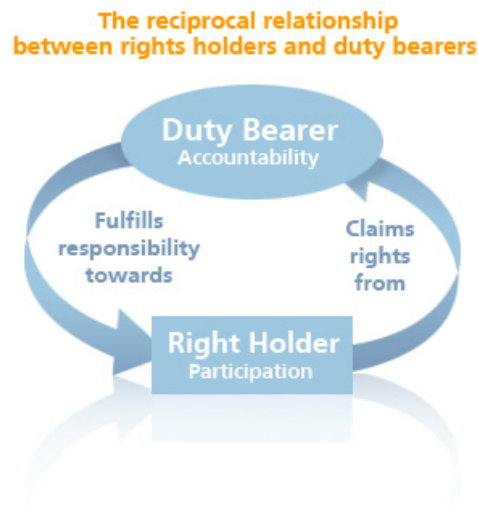 The reciprocal relationship
between rights holders and duty bearers
Duty Bearer
Accountability
Fulfills
responsibility
towards
Claims
rights
from
Right Holder
Participation